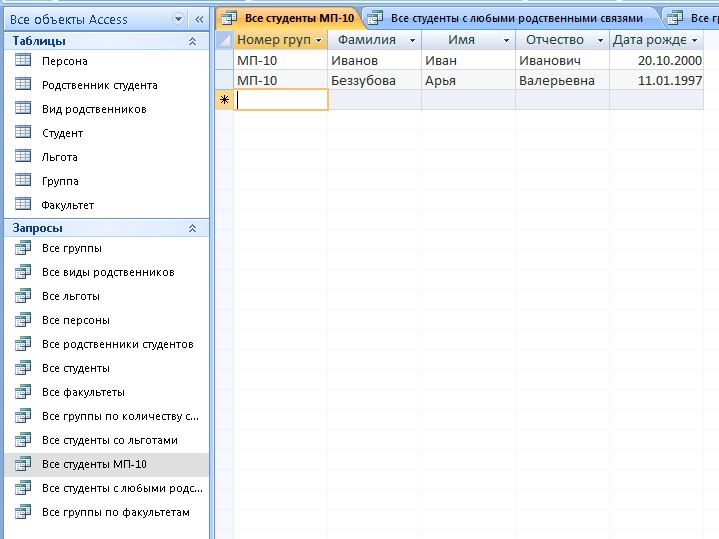 Все объекты Access «
Таблицы
Персона
Родственник студента
Вид родственников
Студент
Льгота
Группа
Факультет
Запросы
Все группы
Все виды родственников
Все льготы
Все персоны
Все родственники студентов
Все студенты
Все факультеты
Все группы по количеству с...
Все студенты со льготами
Все студенты МП-10
Все студенты с любыми родс...
Все группы по факультетам
Все студенты МП-10 Все студенты с любыми родственными связями Все гр
Номер груп Фамилия Имя Отчество Дата рожде
МП-10 Иванов Иван Иванович 20.10.2000
МП-10 Беззубова Арья Валерьевна 11.01.1997